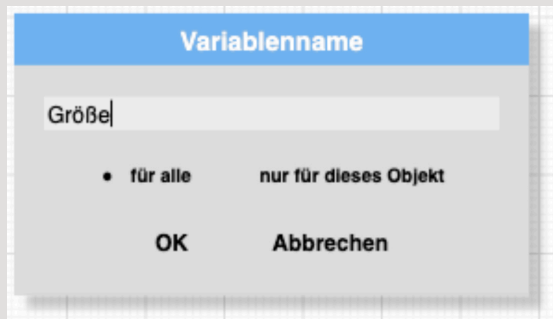 Variablenname
Größe
für alle nur für dieses Objekt
OK Abbrechen